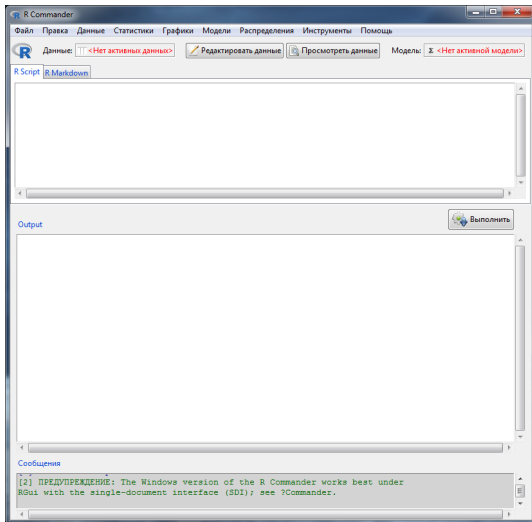 R Commander
Файл Правка Данные Статистики Графики Модели Распределения Инструменты Помощь
R Данные: <Нет активных данных> Редактировать данные Просмотреть данные Модель: Σ <Нет активной модели>
R Script R Markdown
Выполнить
Output
Сообщения
[2] ПРЕДУПРЕЖДЕНИЕ: The Windows version of the R Commander works best under
RGui with the single-document interface (SDI); see ?Commander.